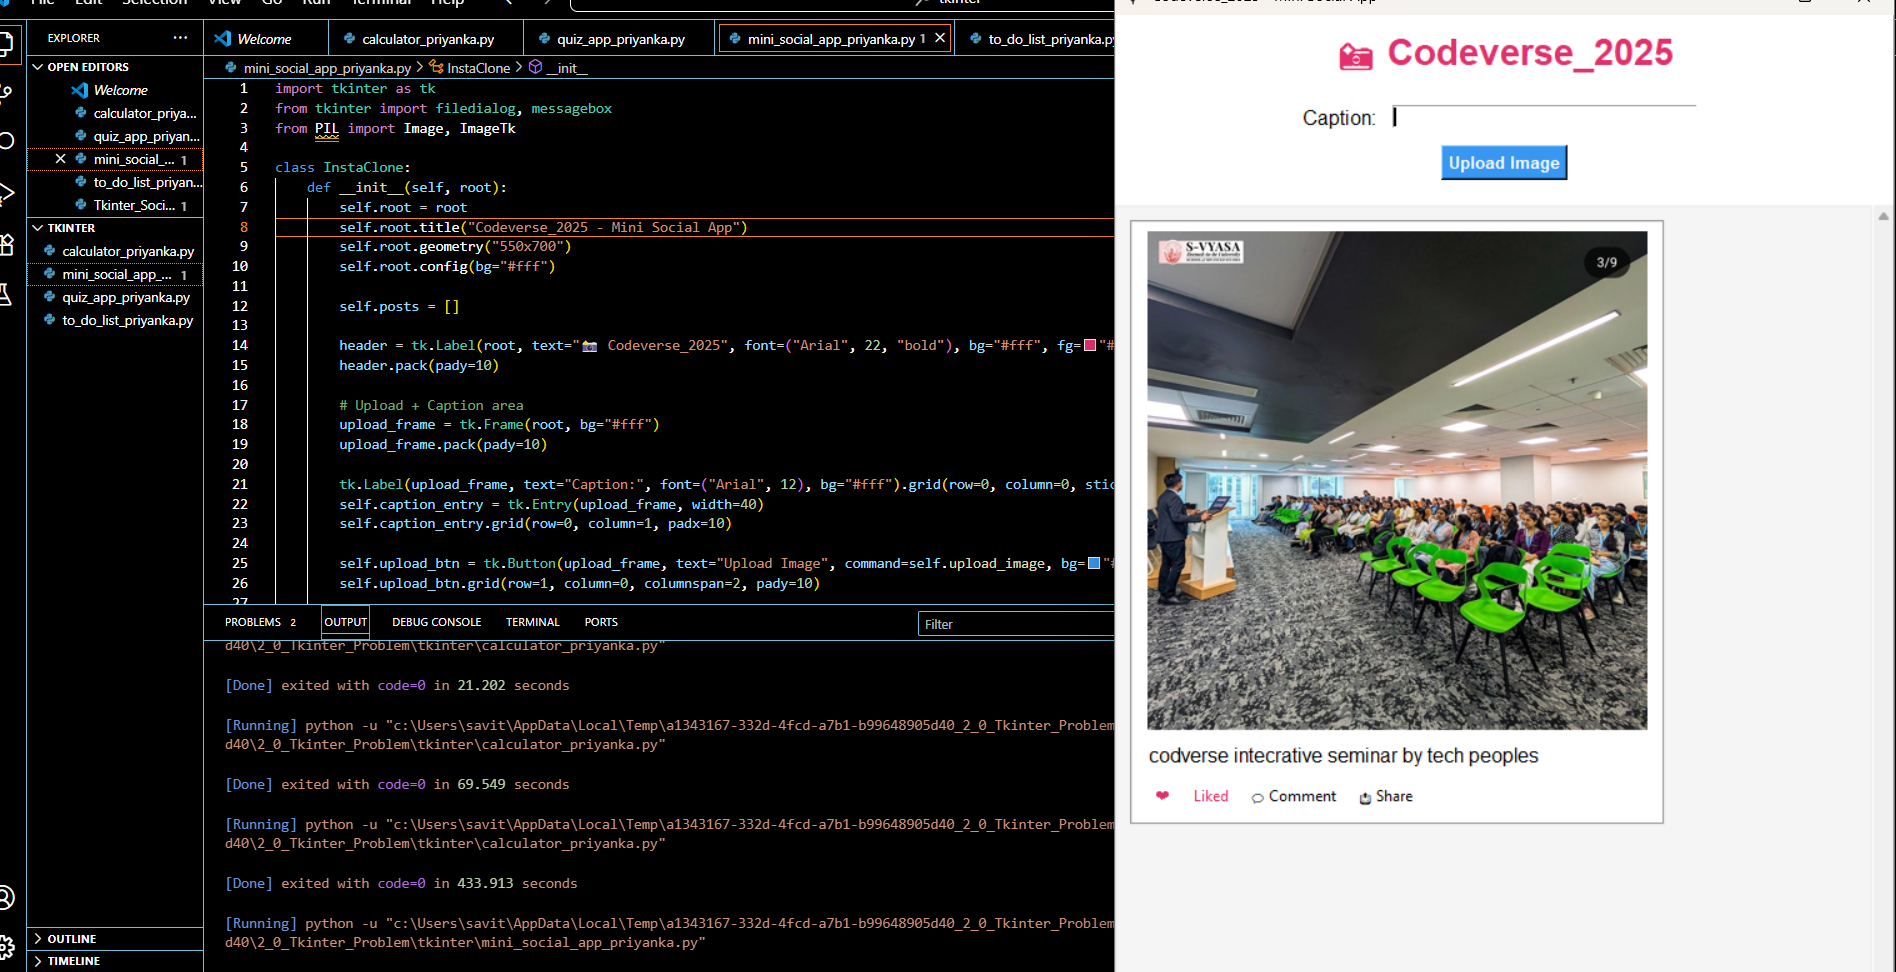 File Edit Selection View Go Run Terminal Help
tkinter
EXPLORER
OPEN EDITORS
Welcome
calculator_priya...
quiz_app_priyan...
mini_social_... 1
to_do_list_priyan...
Tkinter_Soci... 1
TKINTER
calculator_priyanka.py
mini_social_app_... 1
quiz_app_priyanka.py
to_do_list_priyanka.py
OUTLINE
TIMELINE
Welcome calculator_priyanka.py quiz_app_priyanka.py mini_social_app_priyanka.py 1 to_do_list_priyanka.py
mini_social_app_priyanka.py > InstaClone > __init__
1 import tkinter as tk
2 from tkinter import filedialog, messagebox
3 from PIL import Image, ImageTk
4
5 class InstaClone:
6 def __init__(self, root):
7 self.root = root
8 self.root.title("Codeverse_2025 - Mini Social App")
9 self.root.geometry("550x700")
10 self.root.config(bg="#fff")
11
12 self.posts = []
13
14 header = tk.Label(root, text="📸 Codeverse_2025", font=("Arial", 22, "bold"), bg="#fff", fg="#
15 header.pack(pady=10)
16
17 # Upload + Caption area
18 upload_frame = tk.Frame(root, bg="#fff")
19 upload_frame.pack(pady=10)
20
21 tk.Label(upload_frame, text="Caption:", font=("Arial", 12), bg="#fff").grid(row=0, column=0, stic
22 self.caption_entry = tk.Entry(upload_frame, width=40)
23 self.caption_entry.grid(row=0, column=1, padx=10)
24
25 self.upload_btn = tk.Button(upload_frame, text="Upload Image", command=self.upload_image, bg="#
26 self.upload_btn.grid(row=1, column=0, columnspan=2, pady=10)
27
PROBLEMS 2 OUTPUT DEBUG CONSOLE TERMINAL PORTS
Filter
d40\2_0_Tkinter_Problem\tkinter\calculator_priyanka.py"
[Done] exited with code=0 in 21.202 seconds
[Running] python -u "c:\Users\savit\AppData\Local\Temp\a1343167-332d-4fcd-a7b1-b99648905d40_2_0_Tkinter_Problem
d40\2_0_Tkinter_Problem\tkinter\calculator_priyanka.py"
[Done] exited with code=0 in 69.549 seconds
[Running] python -u "c:\Users\savit\AppData\Local\Temp\a1343167-332d-4fcd-a7b1-b99648905d40_2_0_Tkinter_Problem
d40\2_0_Tkinter_Problem\tkinter\calculator_priyanka.py"
[Done] exited with code=0 in 433.913 seconds
[Running] python -u "c:\Users\savit\AppData\Local\Temp\a1343167-332d-4fcd-a7b1-b99648905d40_2_0_Tkinter_Problem
d40\2_0_Tkinter_Problem\tkinter\mini_social_app_priyanka.py"
Codeverse_2025 - Mini Social App
Codeverse_2025
Caption:
Upload Image
S-VYASA
3/9
codverse intecrative seminar by tech peoples
Liked Comment Share